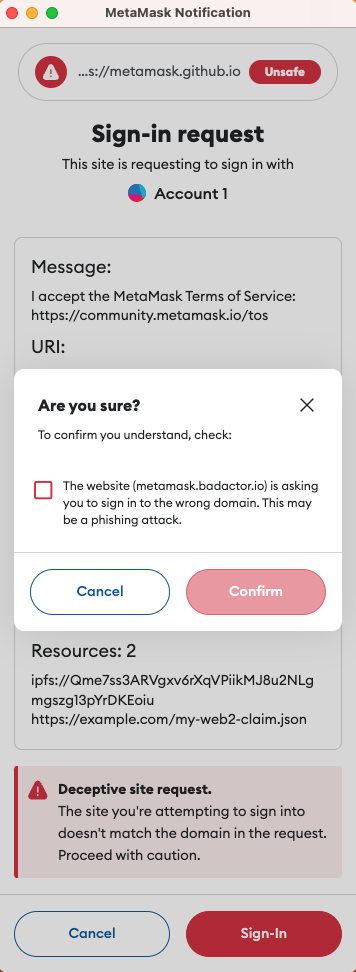 MetaMask Notification
...s://metamask.github.io
Unsafe
Sign-in request
This site is requesting to sign in with
Account 1
Message:
I accept the MetaMask Terms of Service:
https://community.metamask.io/tos
URI:
Are you sure?
To confirm you understand, check:
The website (metamask.badactor.io) is asking
you to sign in to the wrong domain. This may
be a phishing attack.
Cancel
Confirm
Resources: 2
ipfs://Qme7ss3ARVgxv6rXqVPiikMJ8u2NLg
mgszg13pYrDKEoiu
https://example.com/my-web2-claim.json
Deceptive site request.
The site you're attempting to sign into
doesn't match the domain in the request.
Proceed with caution.
Cancel
Sign-In